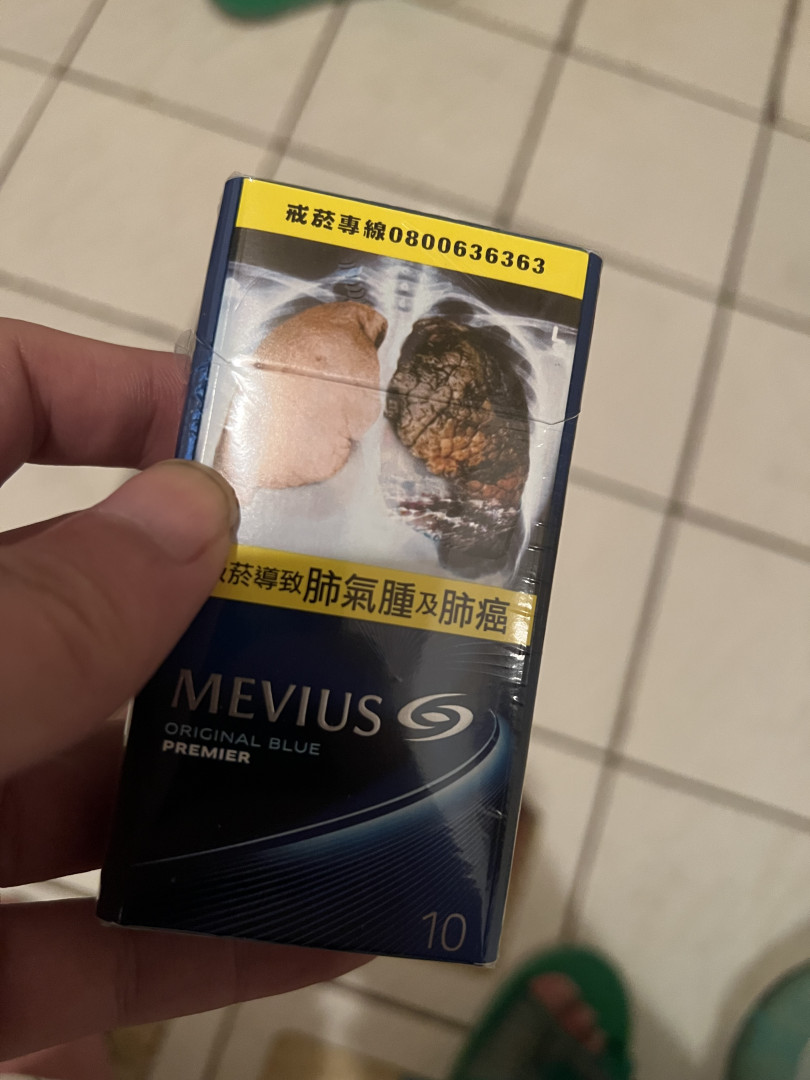 戒菸專線0800636363
L
菸導致肺氣腫及肺癌
MEVIUS
ORIGINAL BLUE
PREMIER
10